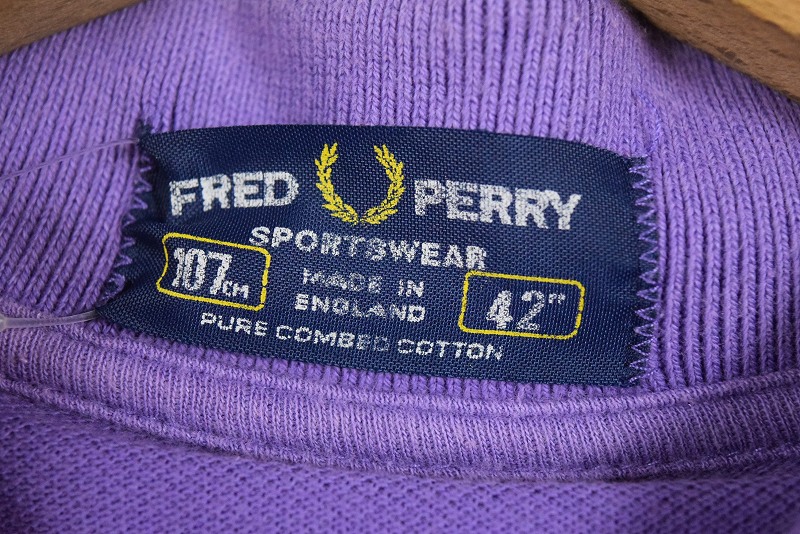 FRED PERRY
SPORTSWEAR
107CM
MADE IN
ENGLAND
42"
PURE COMBED COTTON